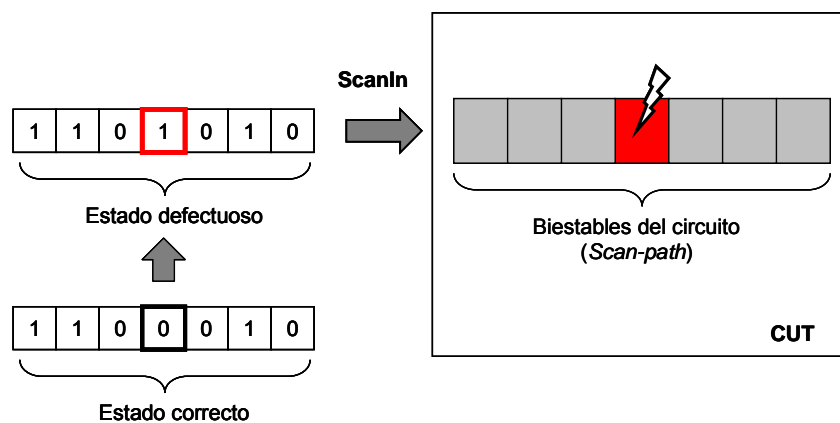 ScanIn
1 1 0 1 0 1 0
Estado defectuoso
Biestables del circuito
(Scan-path)
1 1 0 0 0 1 0
CUT
Estado correcto